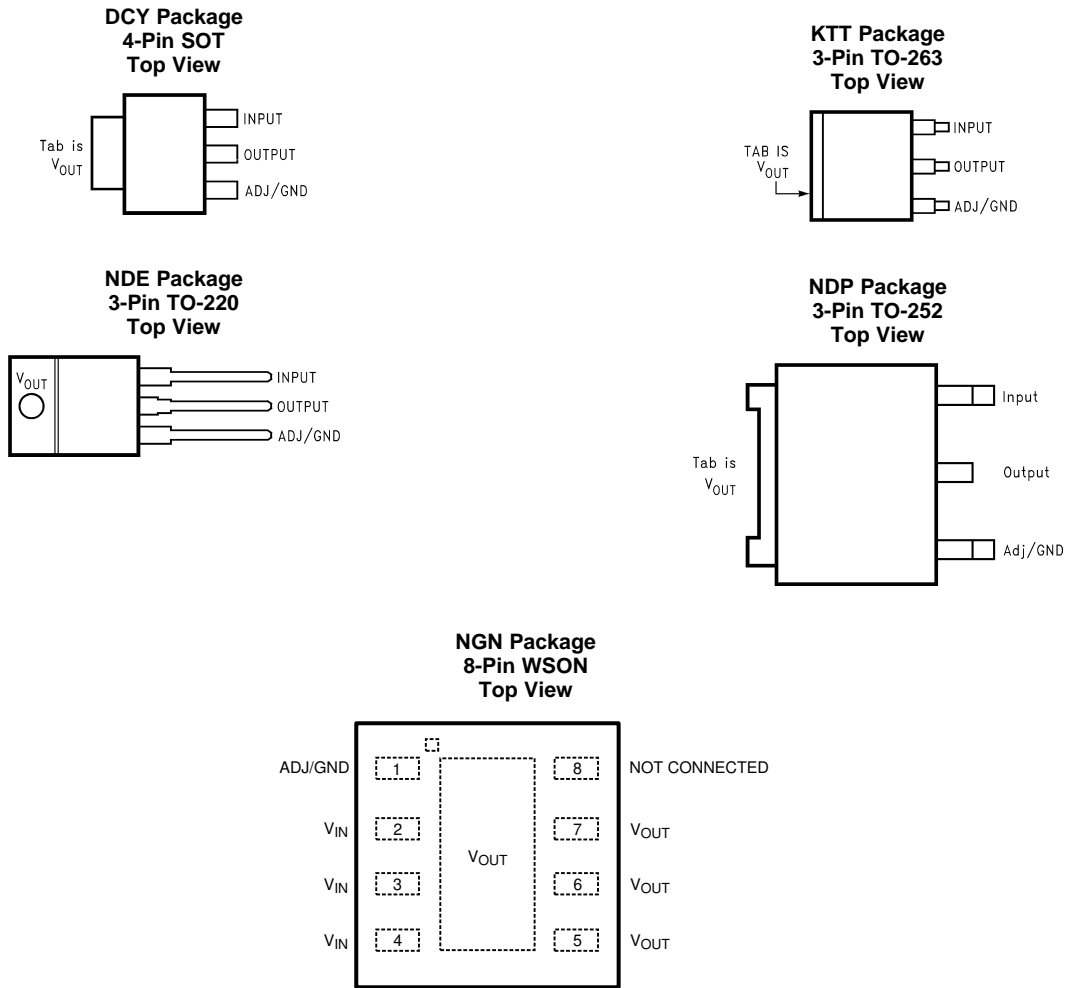 DCY Package
4-Pin SOT
Top View
Tab is
VOUT
INPUT
OUTPUT
ADJ/GND
KTT Package
3-Pin TO-263
Top View
TAB IS
VOUT
INPUT
OUTPUT
ADJ/GND
NDE Package
3-Pin TO-220
Top View
VOUT
INPUT
OUTPUT
ADJ/GND
NDP Package
3-Pin TO-252
Top View
Tab is
VOUT
Input
Output
Adj/GND
NGN Package
8-Pin WSON
Top View
ADJ/GND 1 8 NOT CONNECTED
VIN 2 7 VOUT
VOUT
VIN 3 6 VOUT
VIN 4 5 VOUT